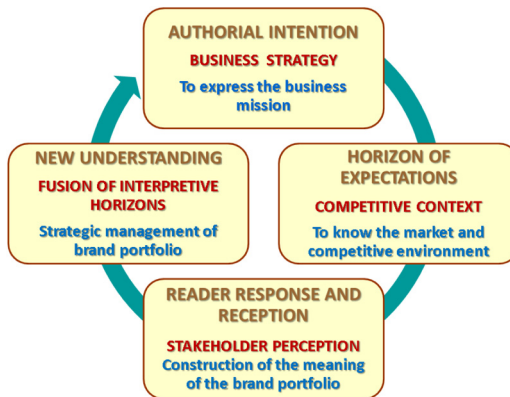 AUTHORIAL INTENTION
BUSINESS STRATEGY
To express the business
mission
HORIZON OF
EXPECTATIONS
COMPETITIVE CONTEXT
To know the market and
competitive environment
READER RESPONSE AND
RECEPTION
STAKEHOLDER PERCEPTION
Construction of the meaning
of the brand portfolio
NEW UNDERSTANDING
FUSION OF INTERPRETIVE
HORIZONS
Strategic management of
brand portfolio